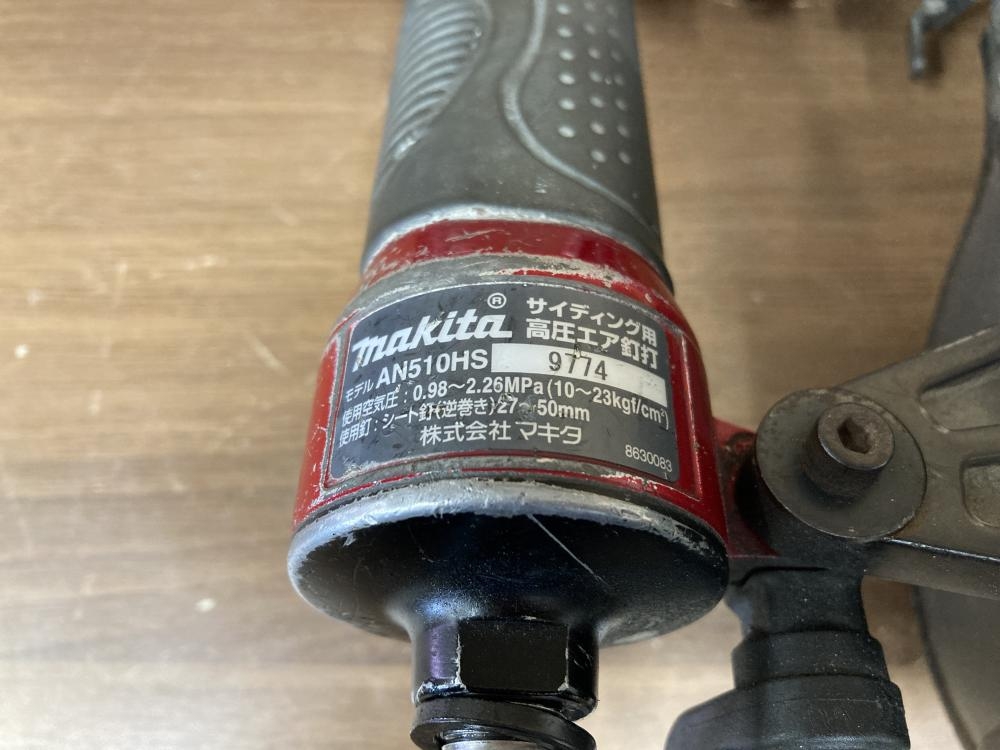 makita®
サイディング用
高圧エア釘打
モデル AN510HS 9774
使用空気圧：0.98〜2.26MPa(10〜23kgf/cm²)
使用釘：シート釘(逆巻き)27〜50mm
株式会社マキタ
8630083